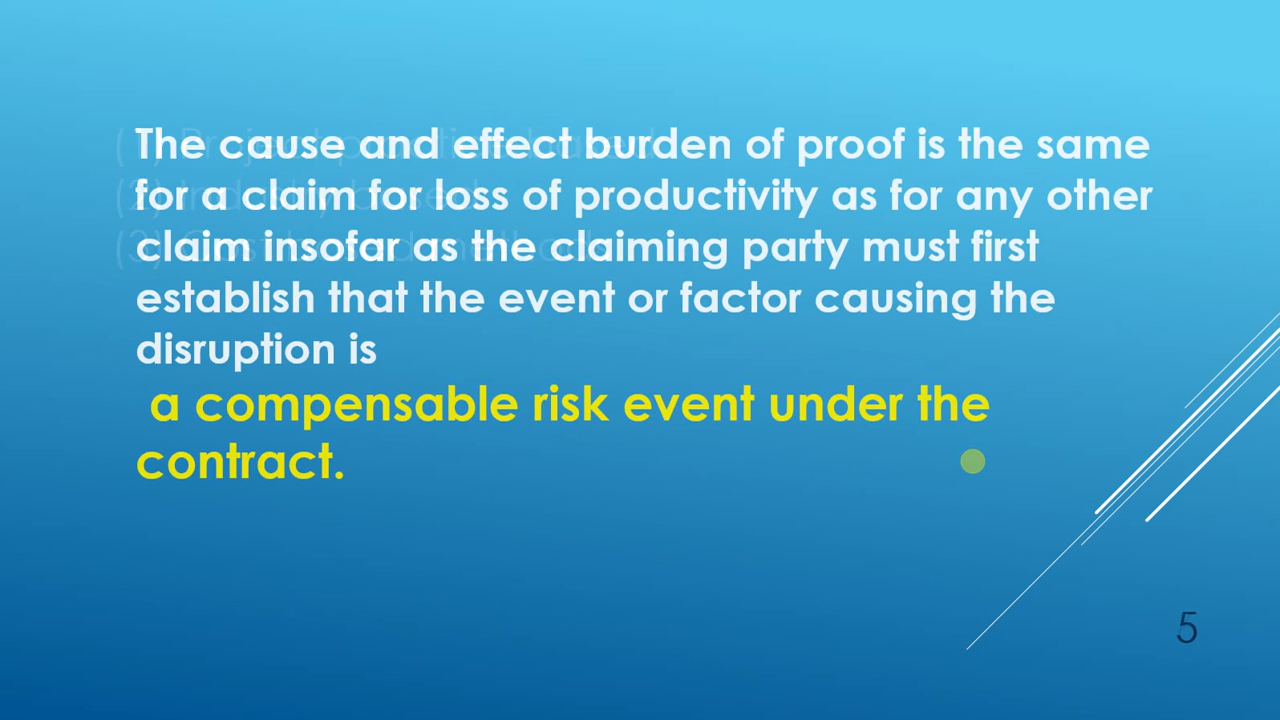 The cause and effect burden of proof is the same
for a claim for loss of productivity as for any other
claim insofar as the claiming party must first
establish that the event or factor causing the
disruption is
a compensable risk event under the
contract.
5